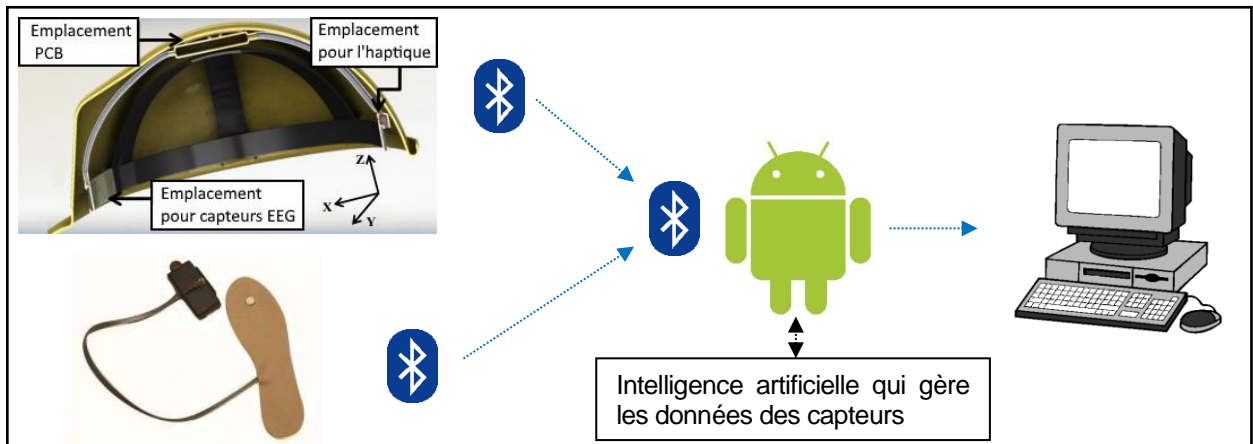 Emplacement
PCB
Emplacement
pour l'haptique
Z
X
Y
Emplacement
pour capteurs EEG
Intelligence artificielle qui gère
les données des capteurs